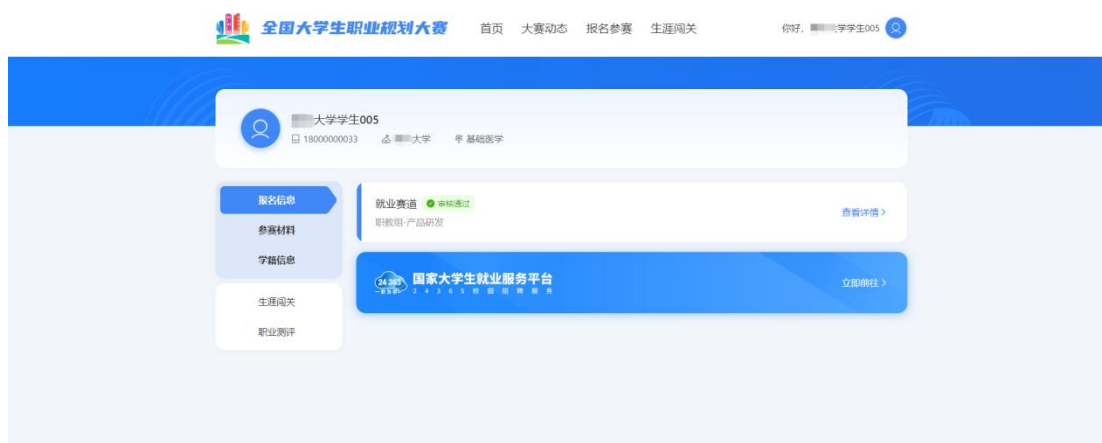 全国大学生职业规划大赛 首页 大赛动态 报名参赛 生涯闯关 你好, 学学生005
大学学生005
18000000033 大学 基础医学
报名信息
参赛材料
学籍信息
生涯闯关
职业测评
就业赛道 审核通过
职教组-产品研发
查看详情 >
24 365 国家大学生就业服务平台
24365校园招聘服务
立即前往 >